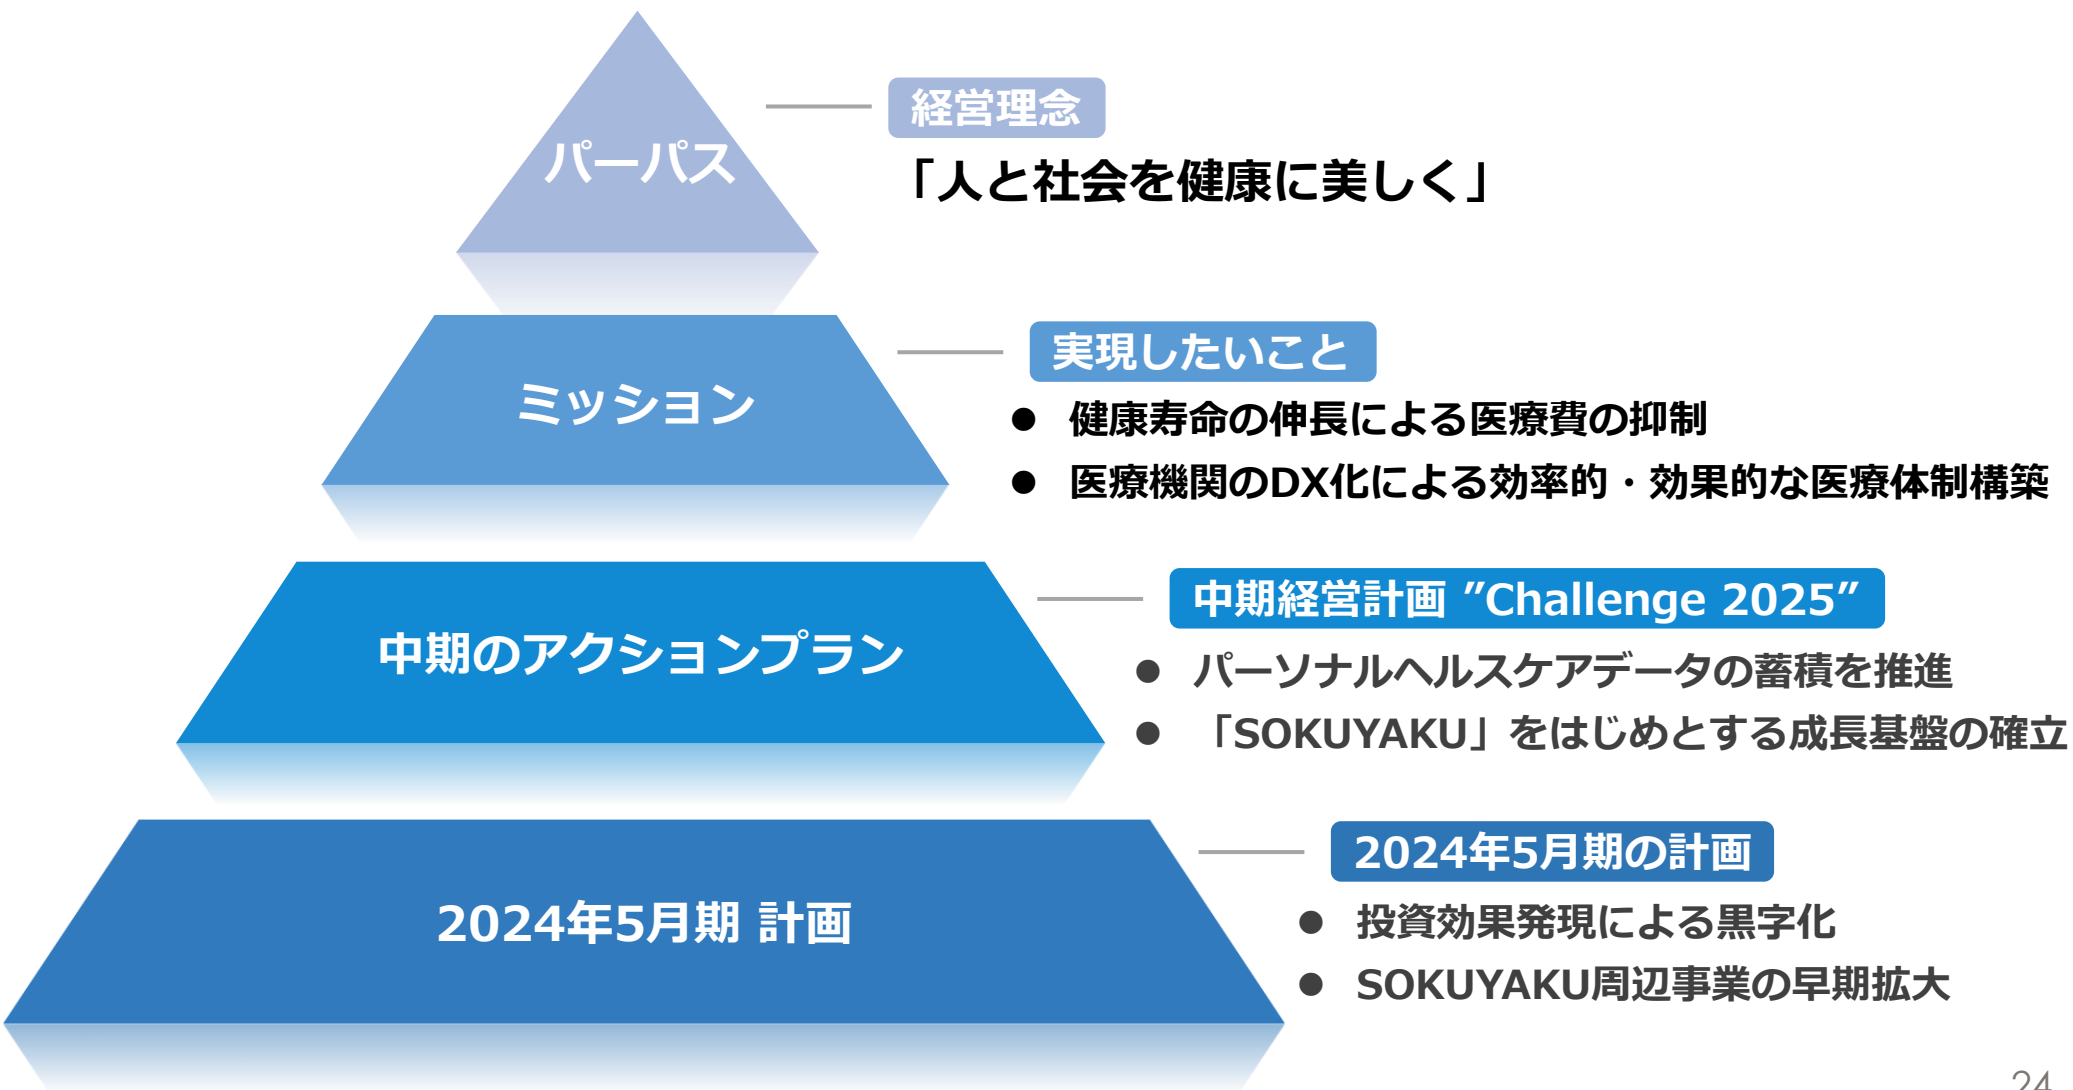 パーパス
経営理念
「人と社会を健康に美しく」
ミッション
実現したいこと
● 健康寿命の伸長による医療費の抑制
● 医療機関のDX化による効率的・効果的な医療体制構築
中期のアクションプラン
中期経営計画 ”Challenge 2025”
● パーソナルヘルスケアデータの蓄積を推進
● 「SOKUYAKU」をはじめとする成長基盤の確立
2024年5月期 計画
2024年5月期の計画
● 投資効果発現による黒字化
● SOKUYAKU周辺事業の早期拡大
24